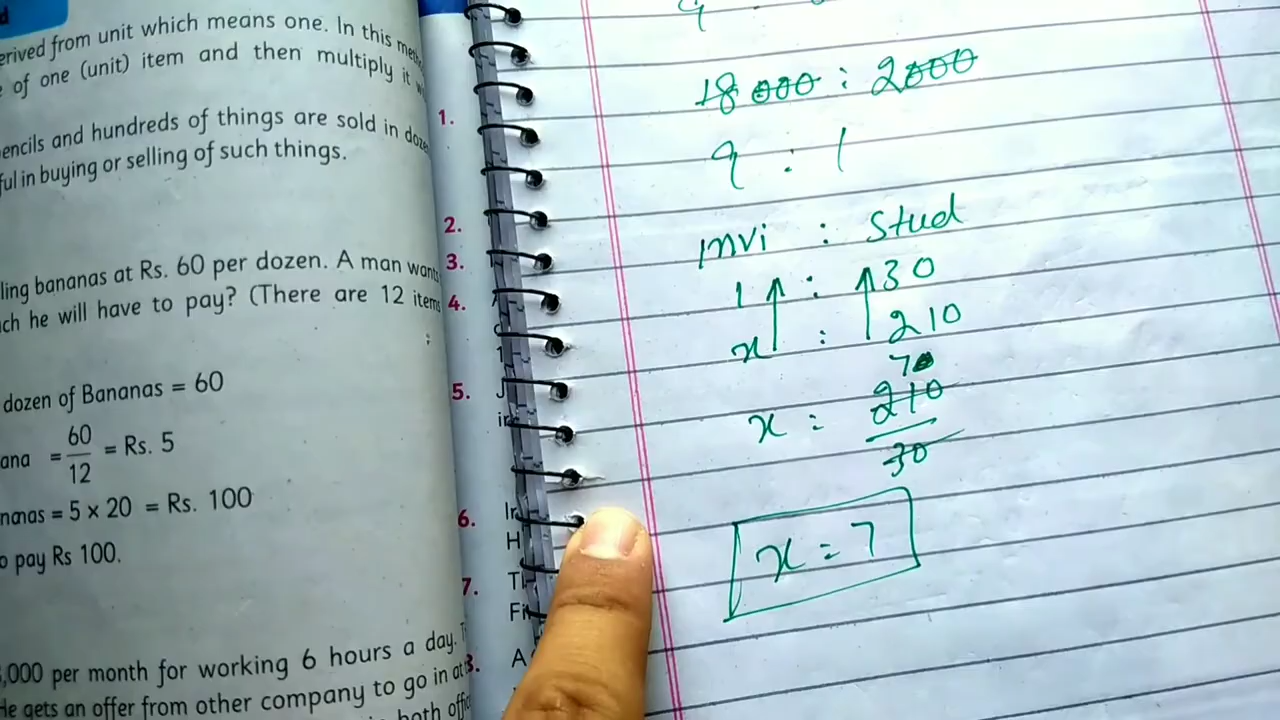 erived from unit which means one. In this
of one (unit) item and then multiply it
encils and hundreds of things are sold in
ful in buying or selling of such things.
ling bananas at Rs. 60 per dozen. A man wants
ch he will have to pay? (There are 12 items
dozen of Bananas = 60
ana = 60/12 = Rs. 5
nanas = 5 × 20 = Rs. 100
o pay Rs 100.
,000 per month for working 6 hours a day.
He gets an offer from other company to go in at
both
1.
2.
3.
4.
5.
6.
7.
18000 : 2000
9 : 1
invi : Stud
1 : 30
x : 210
7
x = 210/30
x = 7